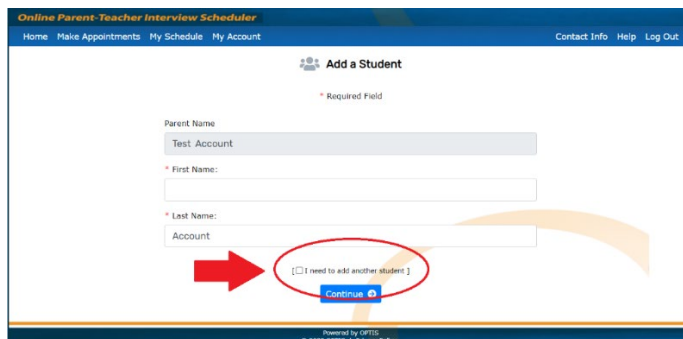 Online Parent-Teacher Interview Scheduler
Home Make Appointments My Schedule My Account Contact Info Help Log Out
Add a Student
* Required Field
Parent Name
Test Account
* First Name:
* Last Name:
Account
[ I need to add another student ]
Continue
Powered by OPTIS